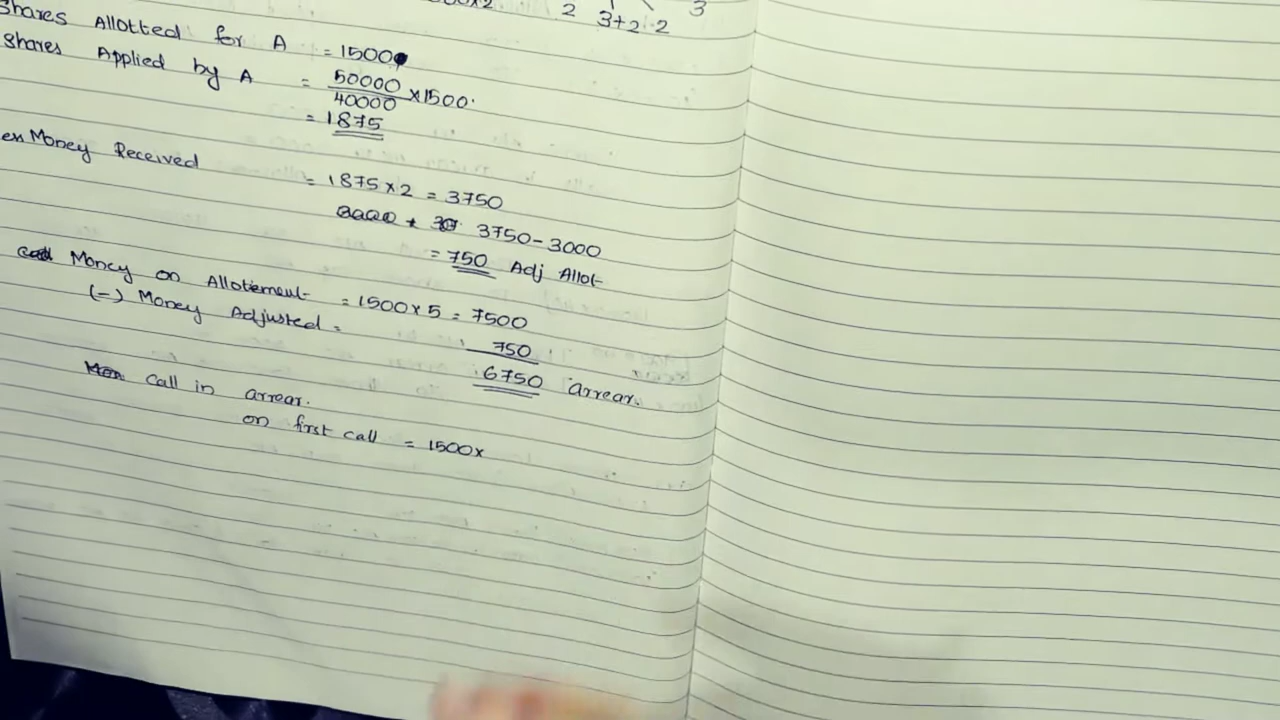 2 3+2 2 3
Shares Allotted for A = 1500
Shares Applied by A = 50000/40000 x 1500.
= 1875
en Money Received
= 1875 x 2 = 3750
3750 - 3000
= 750 Adj Allot
Money on Allotement = 1500 x 5 = 7500
(-) Money Adjusted = 750
6750 arrear.
call in arrear.
on first call = 1500 x